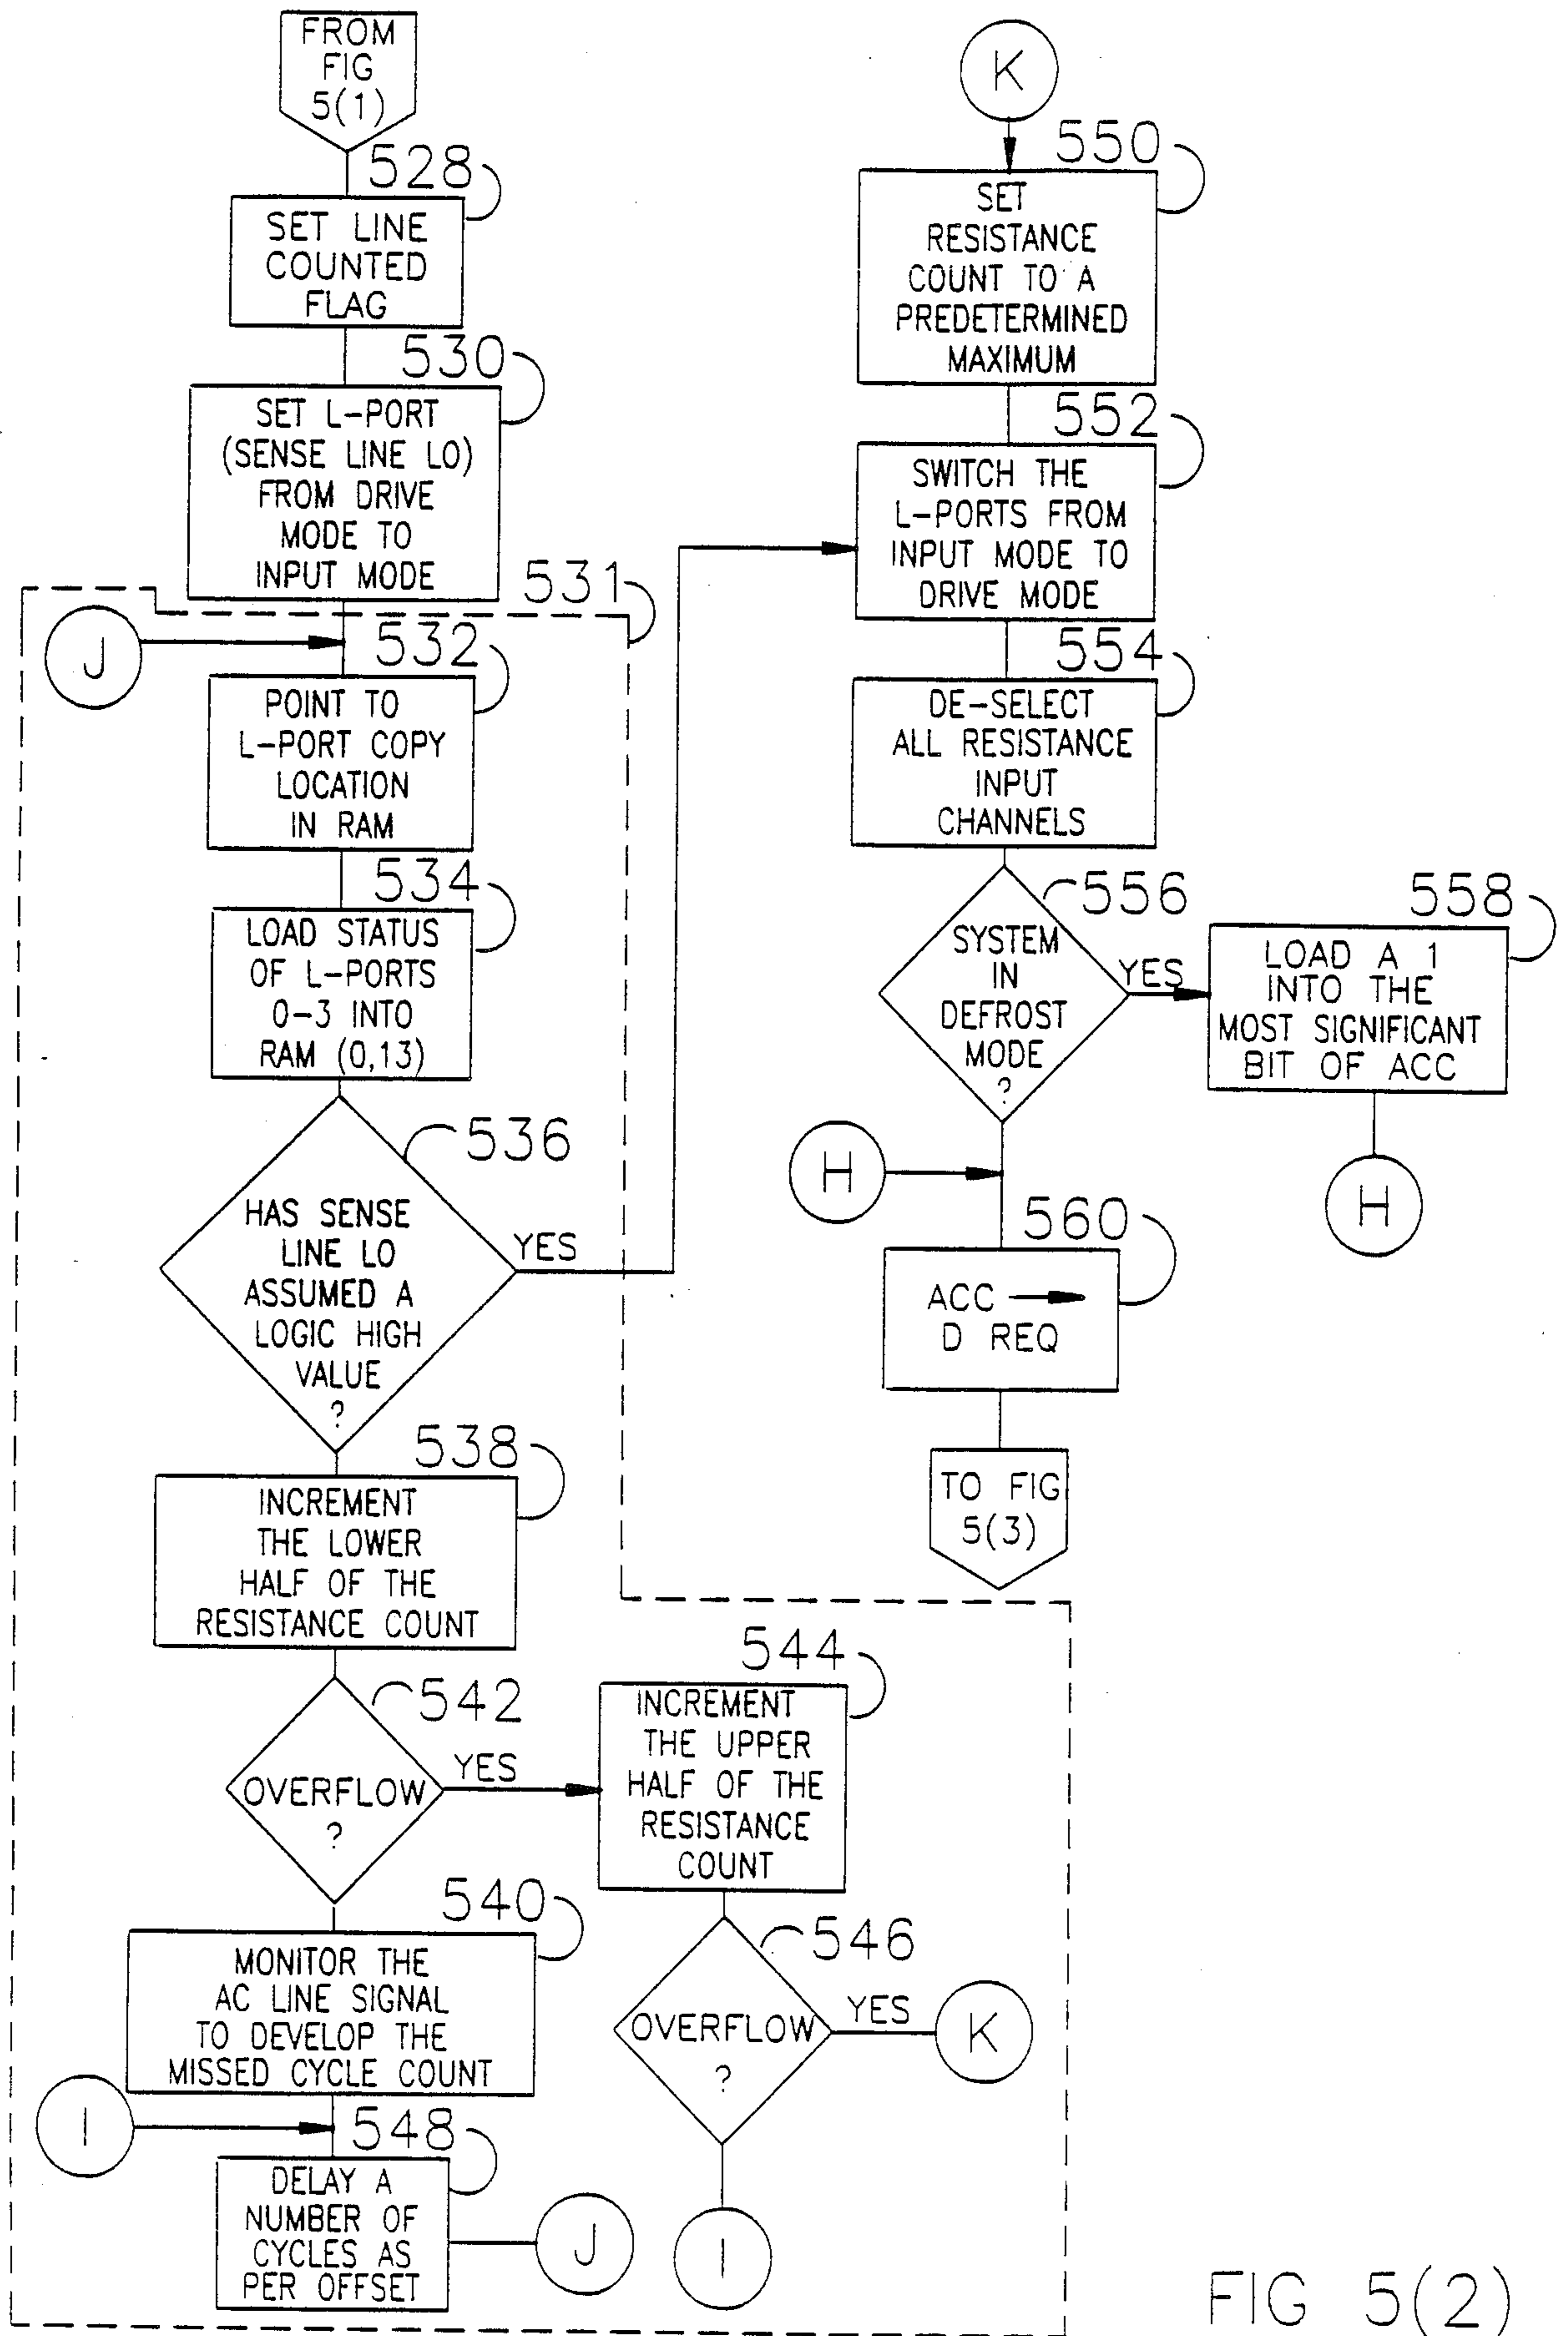 FROM
FIG
5(1)
528
SET LINE
COUNTED
FLAG
530
SET L-PORT
(SENSE LINE LO)
FROM DRIVE
MODE TO
INPUT MODE
531
J
532
POINT TO
L-PORT COPY
LOCATION
IN RAM
534
LOAD STATUS
OF L-PORTS
0-3 INTO
RAM (0,13)
536
HAS SENSE
LINE LO
ASSUMED A
LOGIC HIGH
VALUE
?
YES
538
INCREMENT
THE LOWER
HALF OF THE
RESISTANCE COUNT
542
OVERFLOW
?
YES
544
INCREMENT
THE UPPER
HALF OF THE
RESISTANCE
COUNT
540
MONITOR THE
AC LINE SIGNAL
TO DEVELOP THE
MISSED CYCLE COUNT
546
OVERFLOW
?
YES
K
I
548
DELAY A
NUMBER OF
CYCLES AS
PER OFFSET
J
I
K
550
SET
RESISTANCE
COUNT TO A
PREDETERMINED
MAXIMUM
552
SWITCH THE
L-PORTS FROM
INPUT MODE TO
DRIVE MODE
554
DE-SELECT
ALL RESISTANCE
INPUT
CHANNELS
556
SYSTEM
IN
DEFROST
MODE
?
YES
558
LOAD A 1
INTO THE
MOST SIGNIFICANT
BIT OF ACC
H
H
560
ACC →
D REQ
TO FIG
5(3)
FIG 5(2)